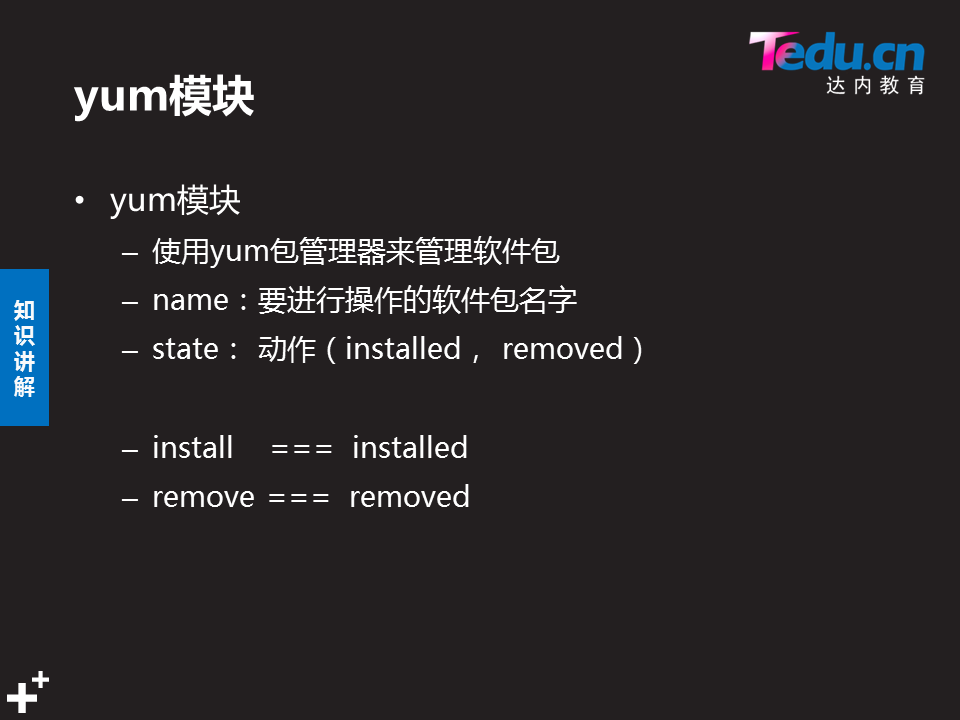 Tedu.cn
达内教育
yum模块
• yum模块
– 使用yum包管理器来管理软件包
– name：要进行操作的软件包名字
– state： 动作（installed， removed）
– install === installed
– remove === removed
知识讲解